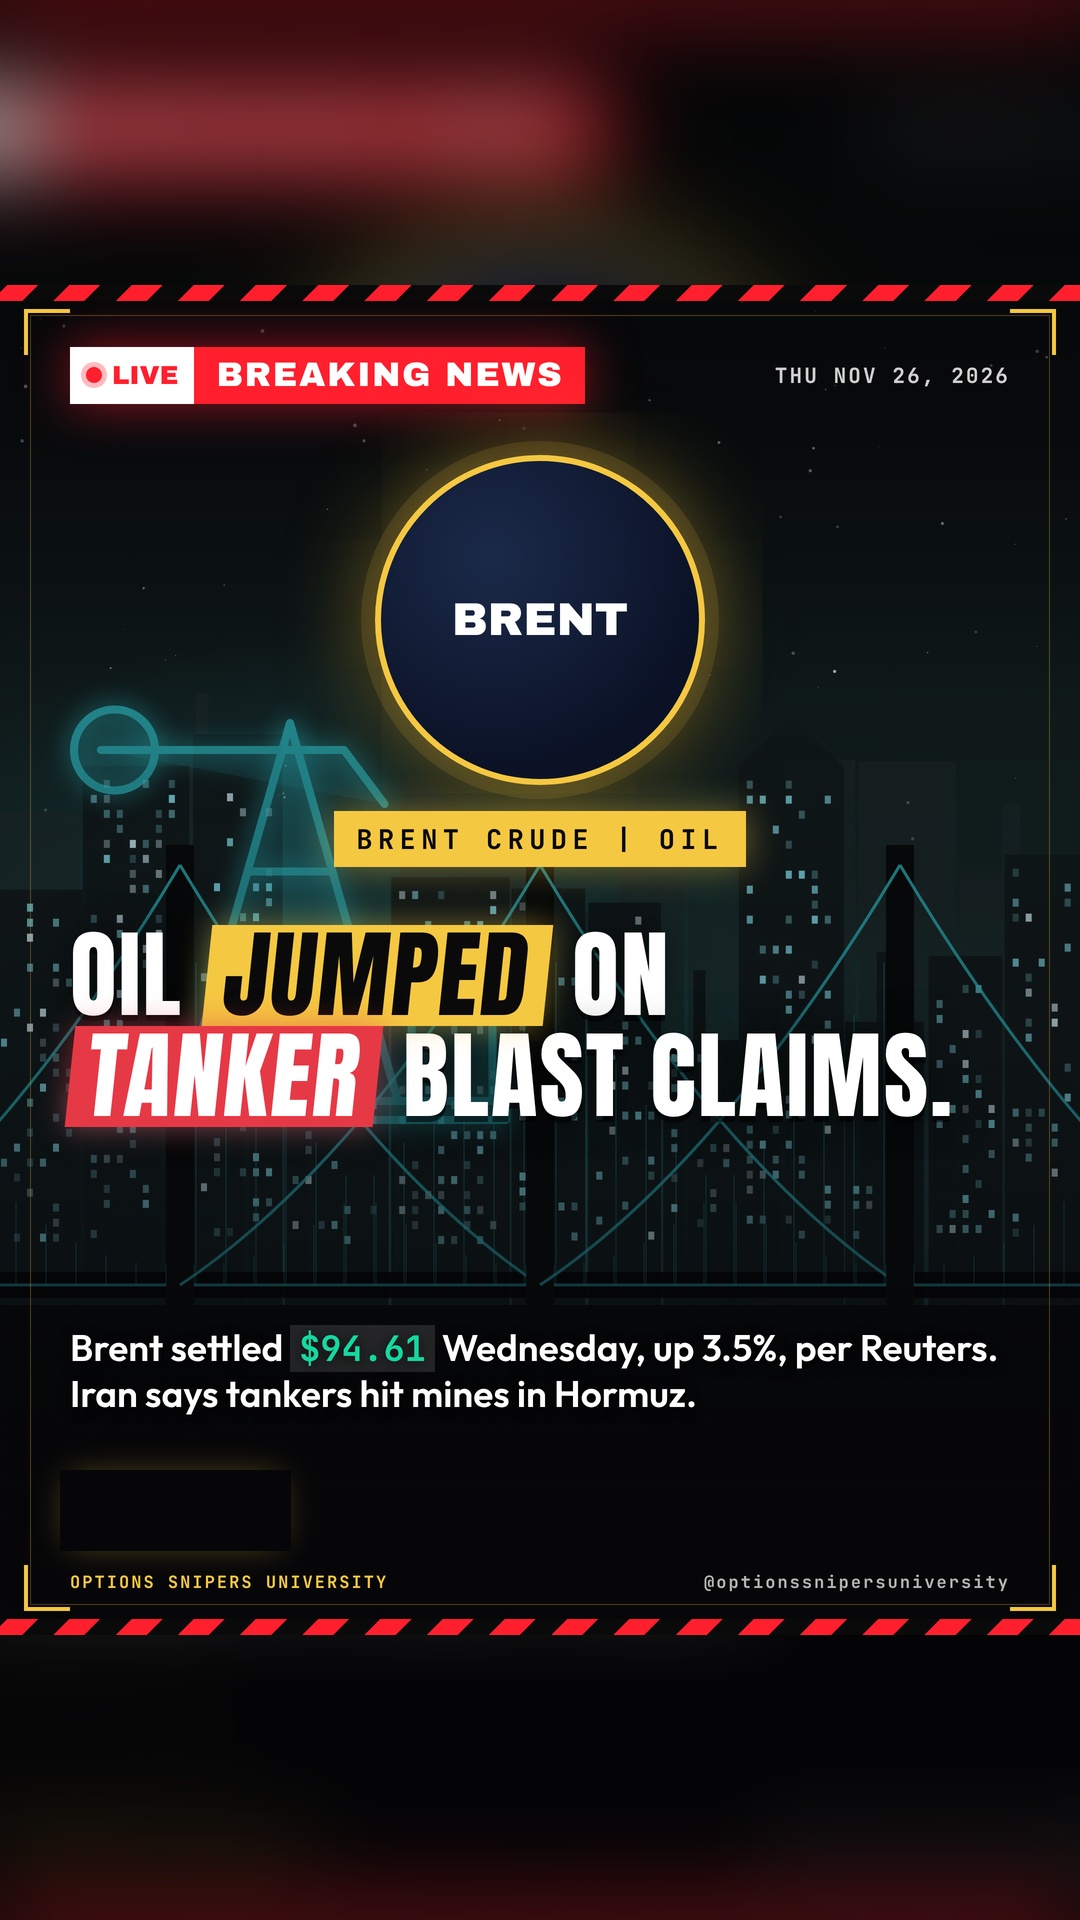 LIVE BREAKING NEWS
THU NOV 26, 2026
BRENT
BRENT CRUDE | OIL
OIL JUMPED ON
TANKER BLAST CLAIMS.
Brent settled $94.61 Wednesday, up 3.5%, per Reuters.
Iran says tankers hit mines in Hormuz.
OPTIONS SNIPERS UNIVERSITY
@optionssnipersuniversity